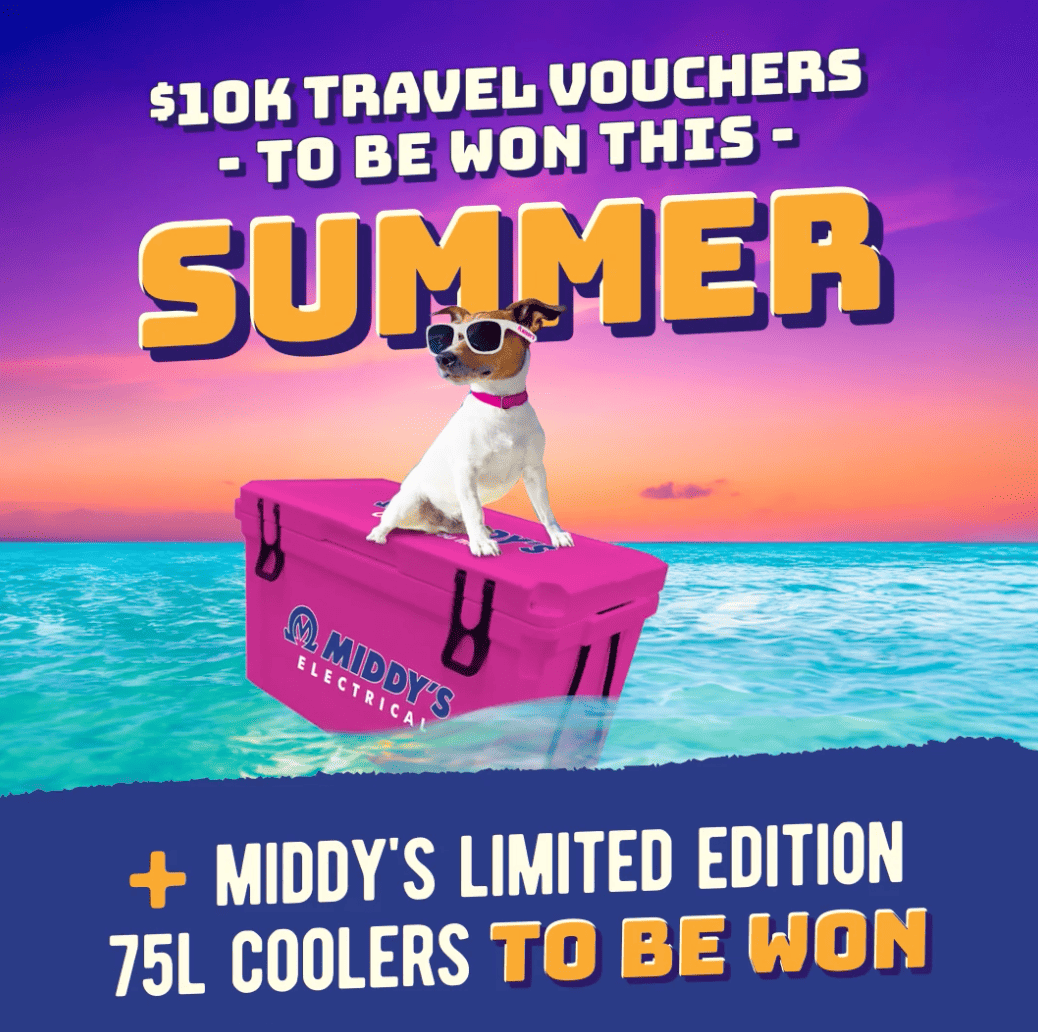 $10K TRAVEL VOUCHERS
- TO BE WON THIS -
SUMMER
MIDDY'S
ELECTRICAL
+ MIDDY'S LIMITED EDITION
75L COOLERS TO BE WON